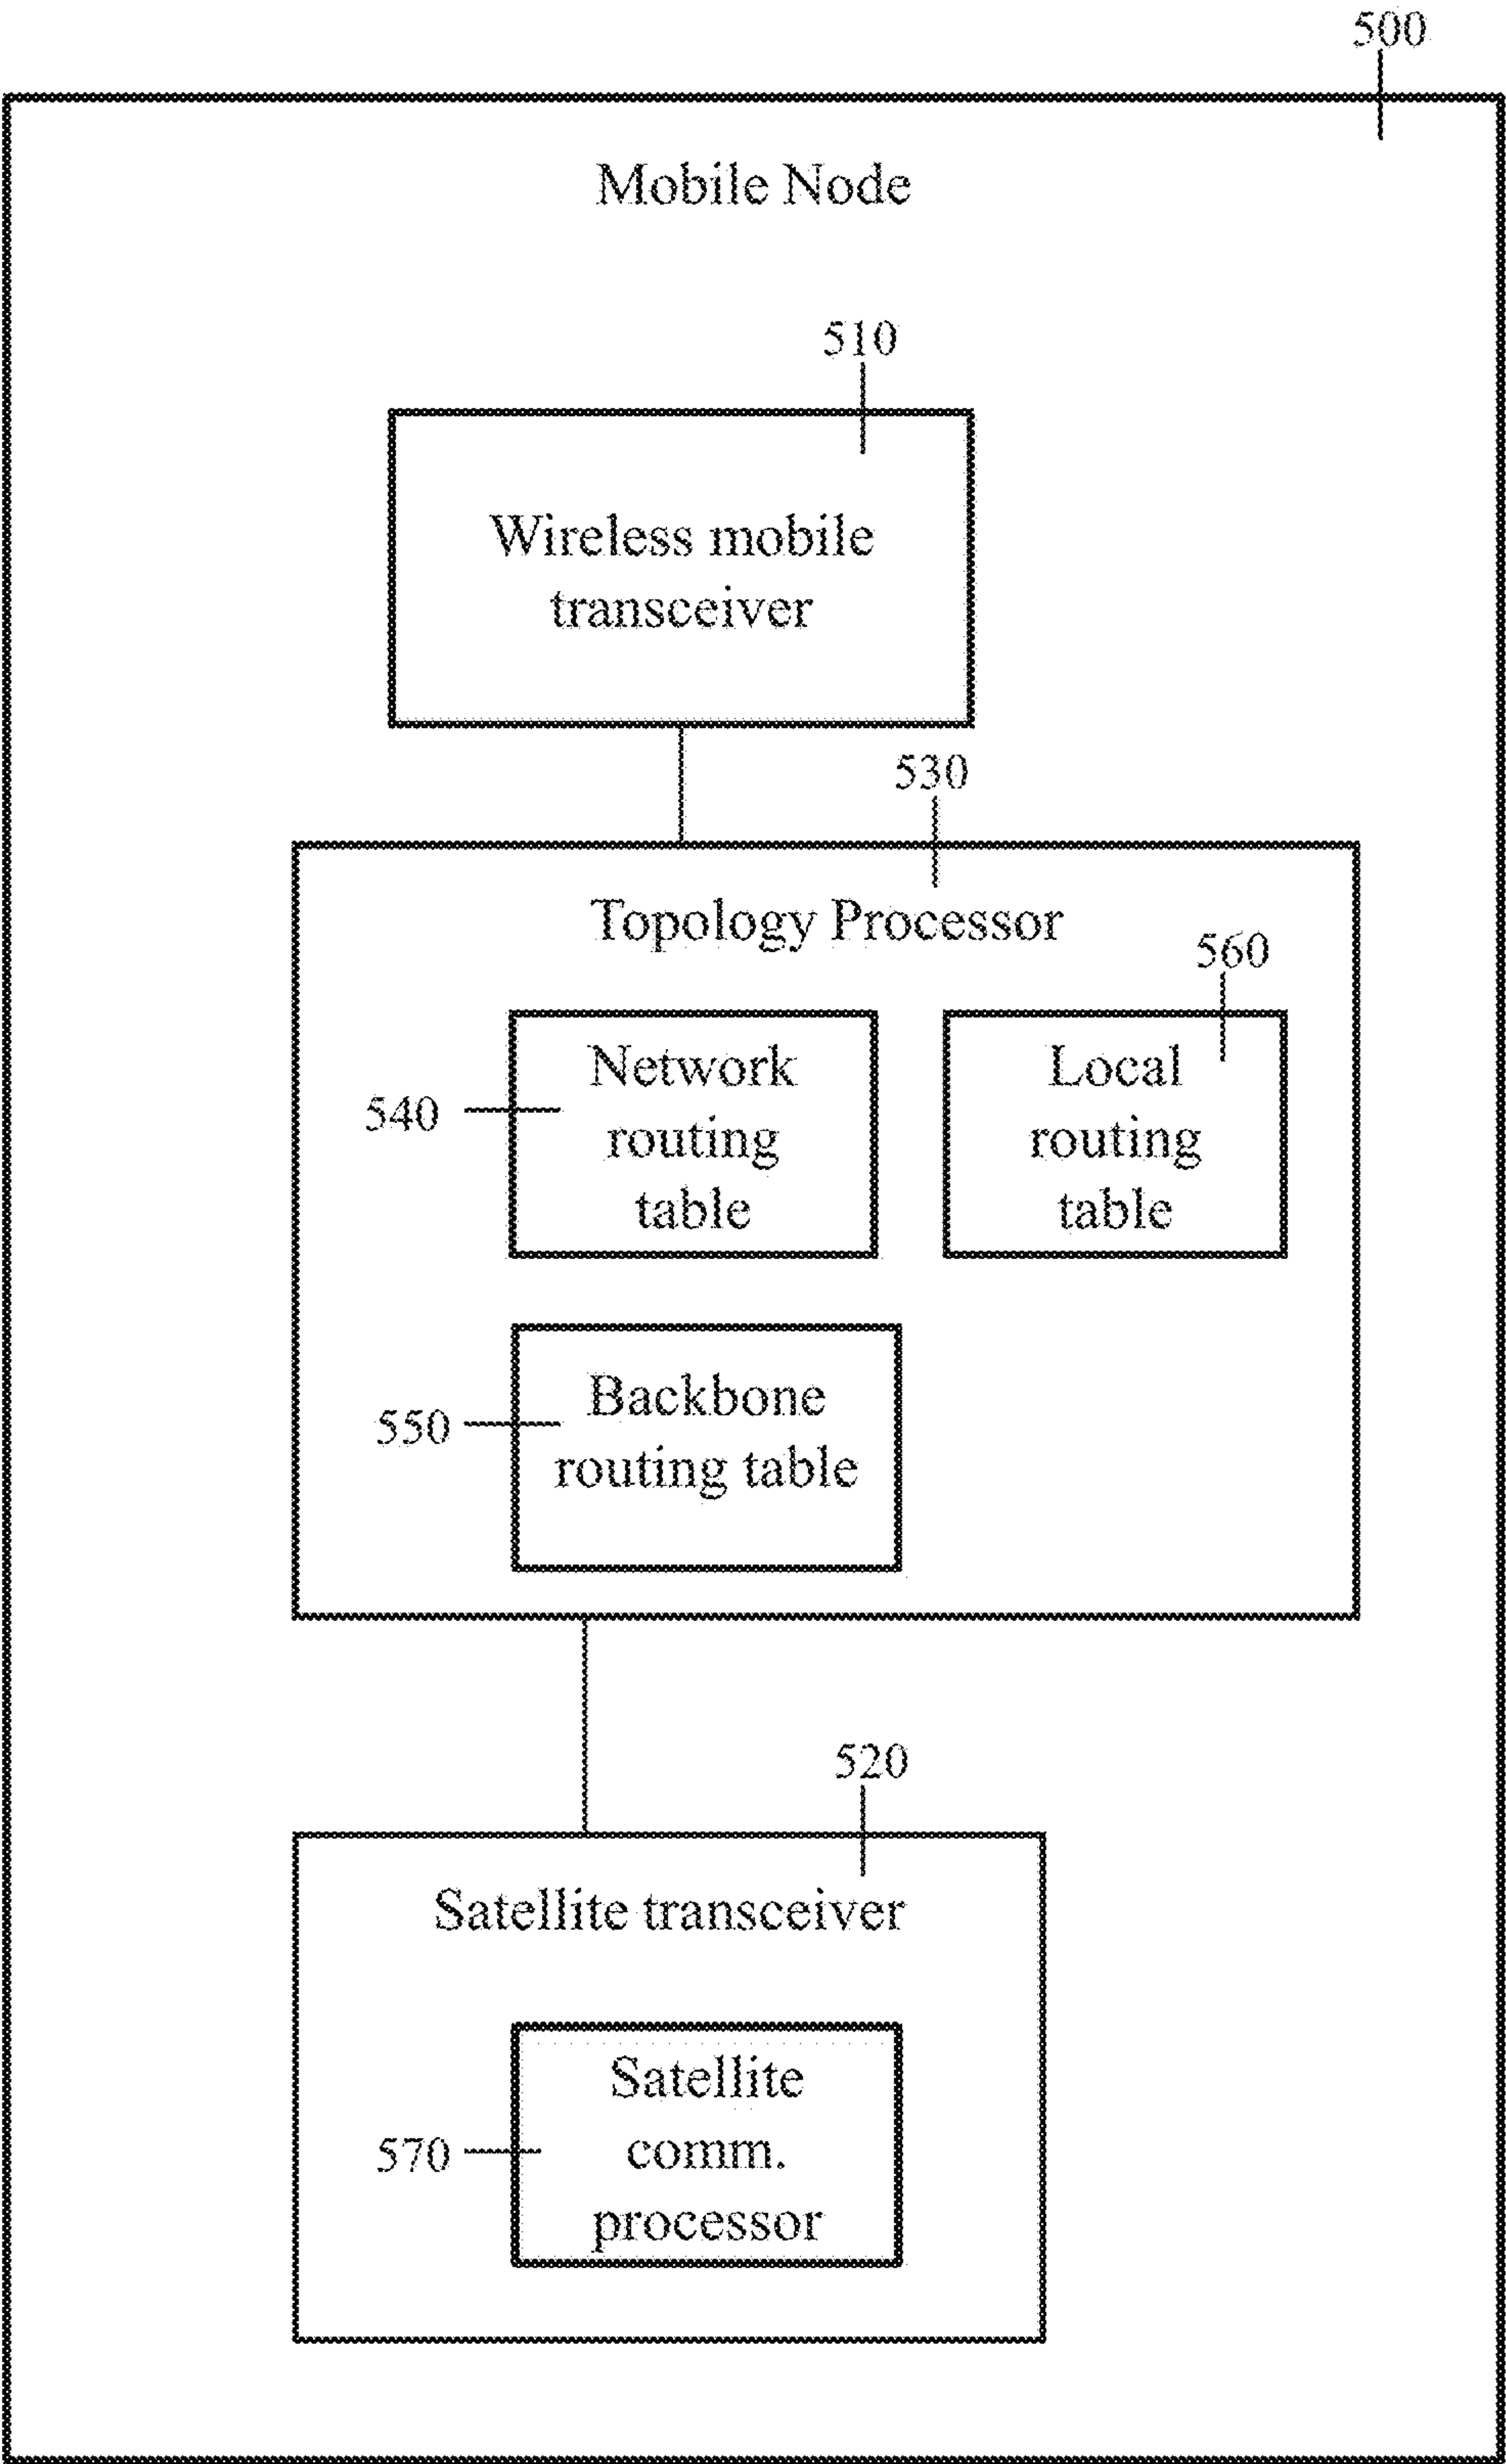 500
Mobile Node
510
Wireless mobile
transceiver
530
Topology Processor
560
Network
routing
table
540
Local
routing
table
Backbone
routing table
550
520
Satellite transceiver
Satellite
comm.
processor
570